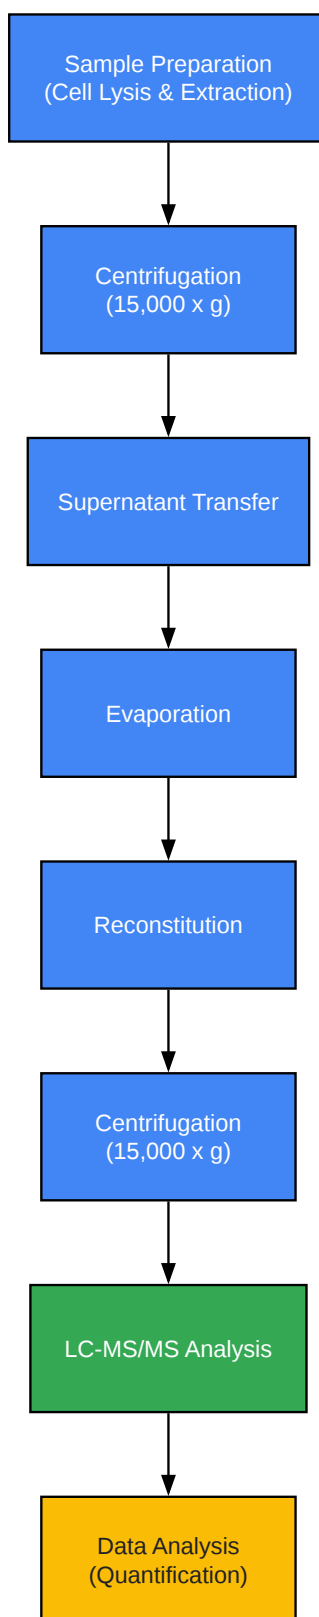 Sample Preparation
(Cell Lysis & Extraction)
Centrifugation
(15,000 x g)
Supernatant Transfer
Evaporation
Reconstitution
Centrifugation
(15,000 x g)
LC-MS/MS Analysis
Data Analysis
(Quantification)